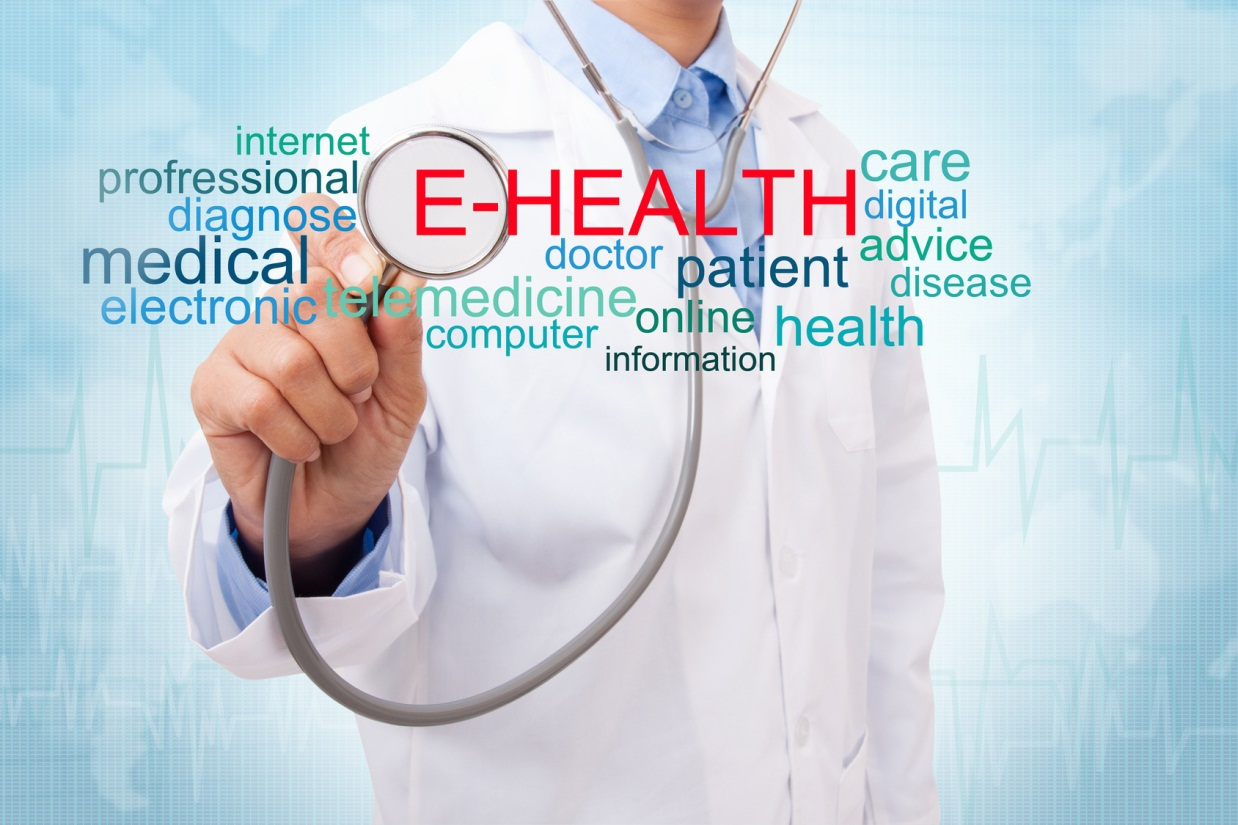 internet
profressional
diagnose
medical
electronic
telemedicine
E-HEALTH
doctor
patient
computer
online
information
care
digital
advice
disease
health